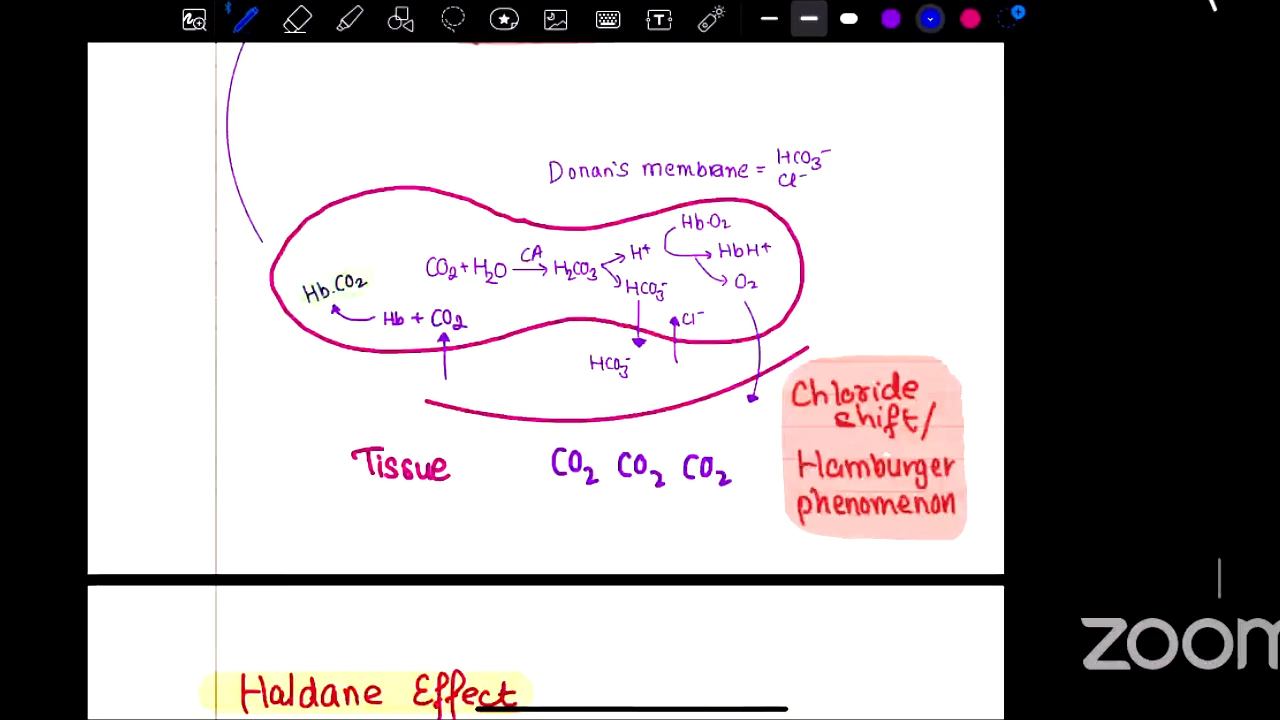 Donan's membrane = HCO3⁻
Cl⁻
Hb·O2
CO2 + H2O CA H2CO3 H+
HbH+
HCO3⁻
O2
Hb·CO2
Hb + CO2
Cl⁻
HCO3⁻
Chloride
shift/
Hamburger
phenomenon
Tissue CO2 CO2 CO2
Haldane Effect
zoom